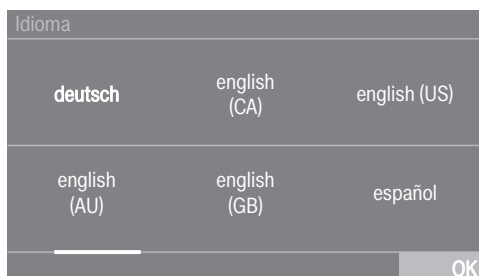 Idioma
deutsch
english
(CA)
english (US)
english
(AU)
english
(GB)
español
OK